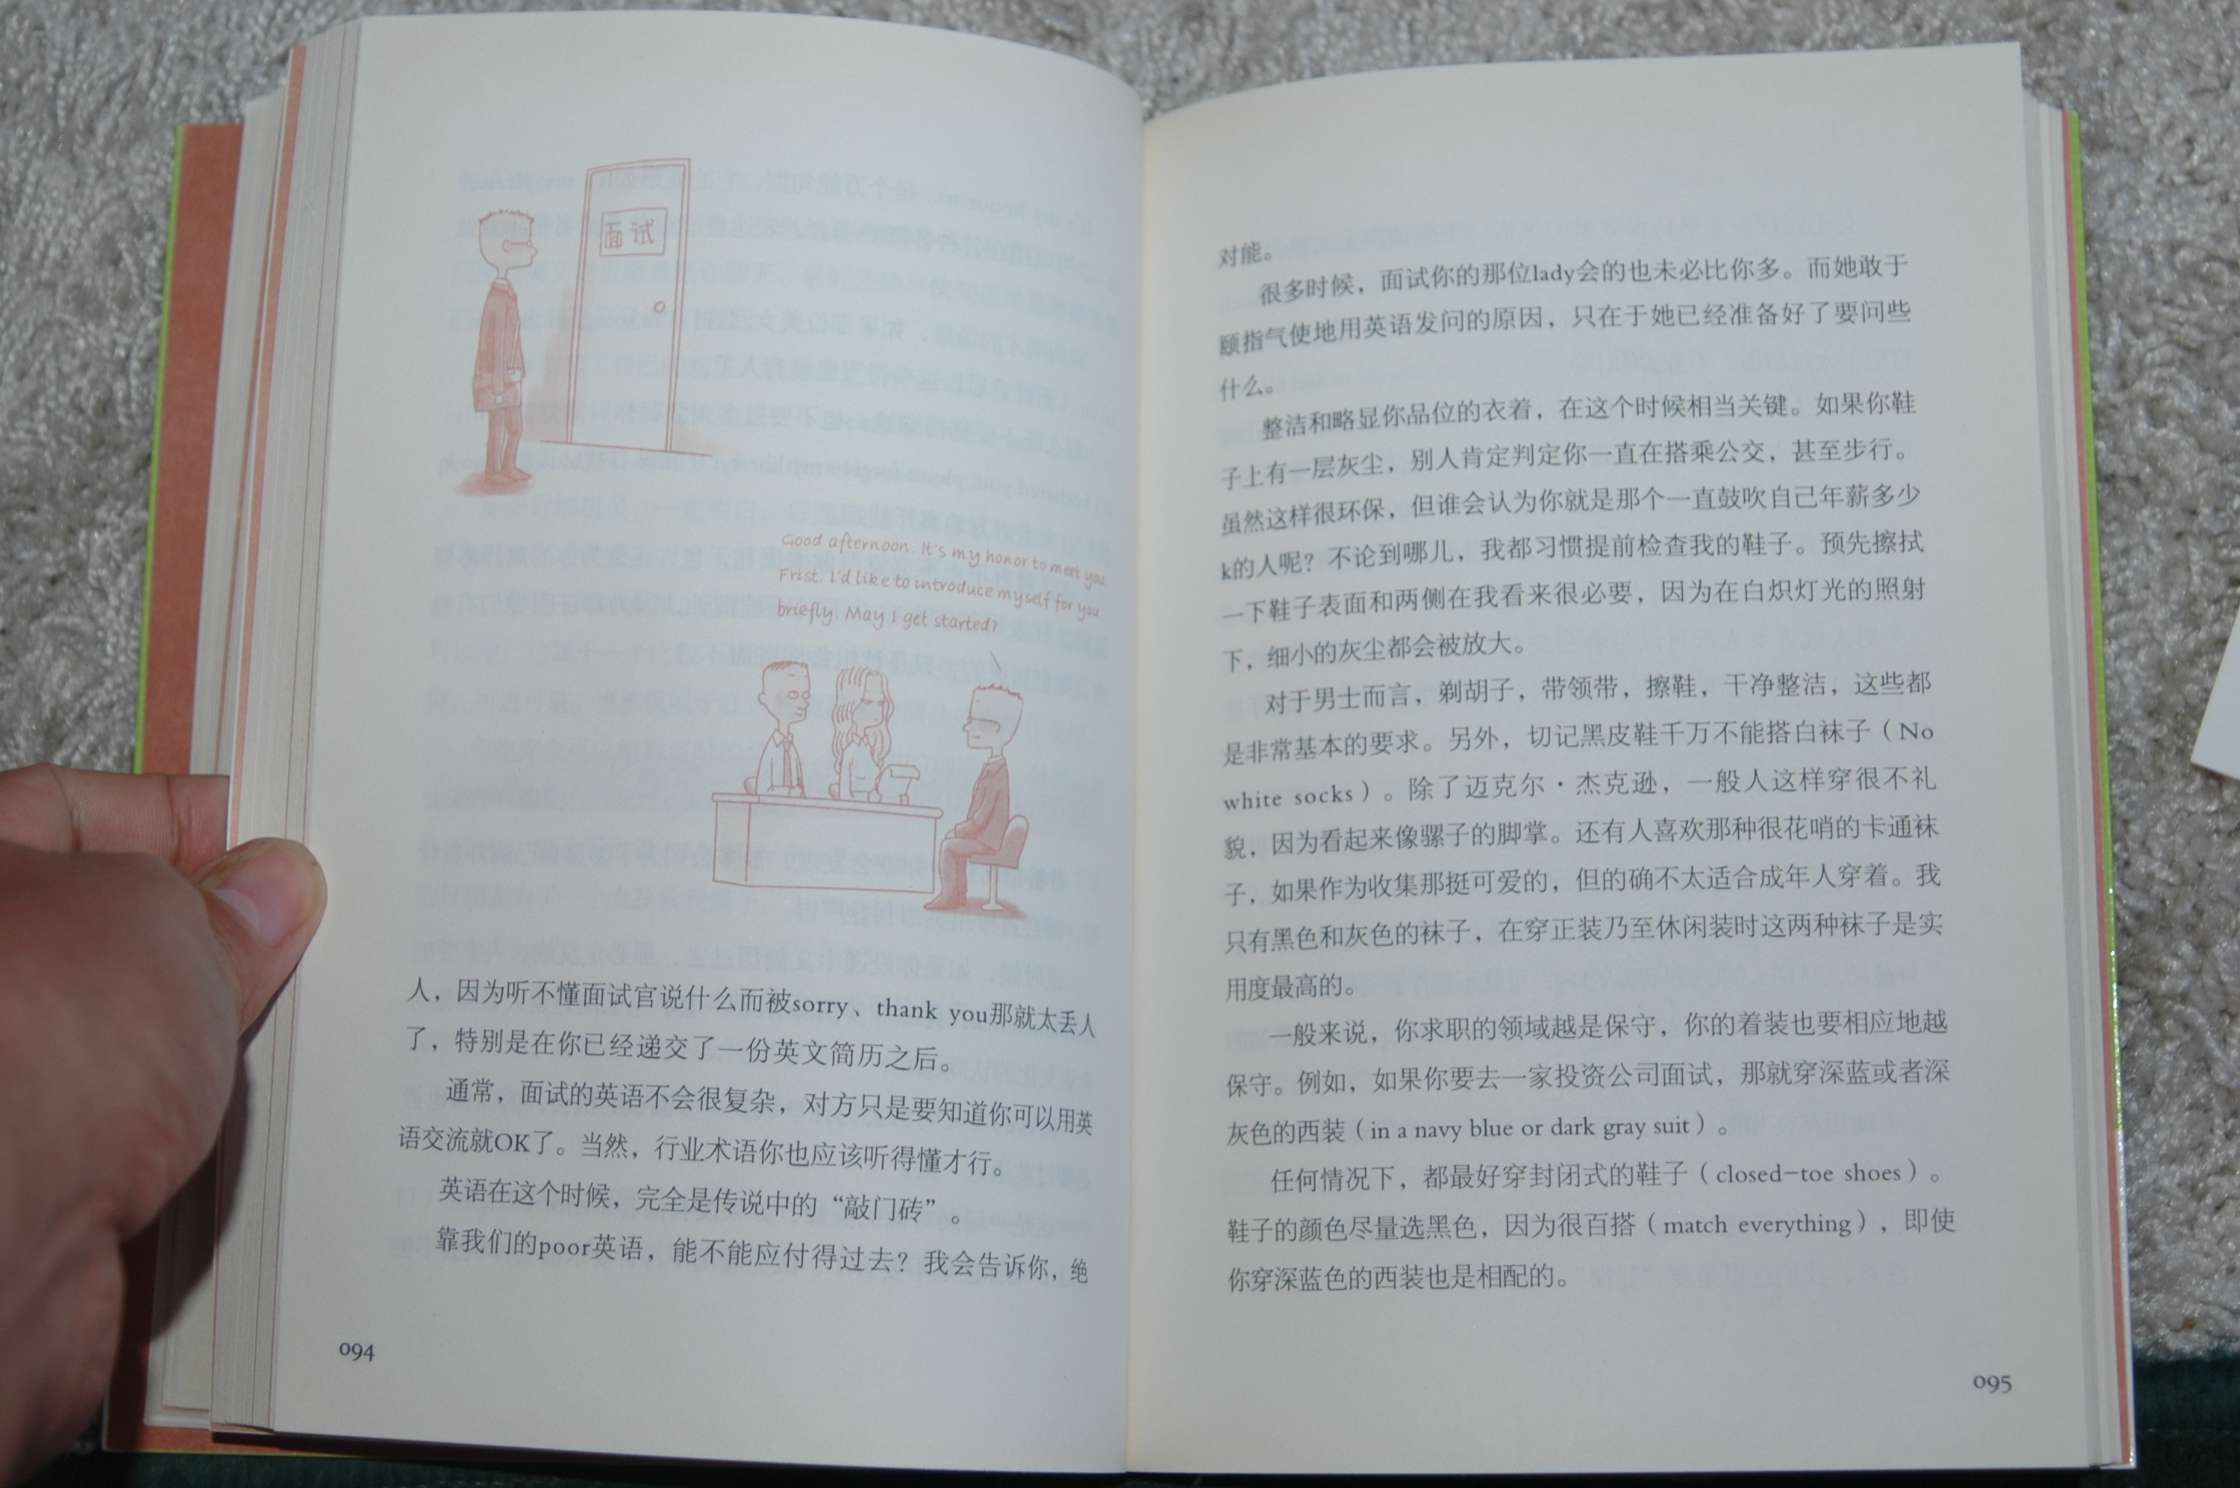 面试
Good afternoon. It's my honor to meet you
Frist. I'd like to introduce myself for you
briefly. May I get started?
人，因为听不懂面试官说什么而被sorry、thank you那就太丢人
了，特别是在你已经递交了一份英文简历之后。
通常，面试的英语不会很复杂，对方只是要知道你可以用英
语交流就OK了。当然，行业术语你也应该听得懂才行。
英语在这个时候，完全是传说中的“敲门砖”。
靠我们的poor英语，能不能应付得过去？我会告诉你，绝
094
对能。
很多时候，面试你的那位lady会的也未必比你多。而她敢于
颐指气使地用英语发问的原因，只在于她已经准备好了要问些
什么。
整洁和略显你品位的衣着，在这个时候相当关键。如果你鞋
子上有一层灰尘，别人肯定判定你一直在搭乘公交，甚至步行。
虽然这样很环保，但谁会认为你就是那个一直鼓吹自己年薪多少
k的人呢？不论到哪儿，我都习惯提前检查我的鞋子。预先擦拭
一下鞋子表面和两侧在我看来很必要，因为在白炽灯光的照射
下，细小的灰尘都会被放大。
对于男士而言，剃胡子，带领带，擦鞋，干净整洁，这些都
是非常基本的要求。另外，切记黑皮鞋千万不能搭白袜子（No
white socks）。除了迈克尔·杰克逊，一般人这样穿很不礼
貌，因为看起来像骡子的脚掌。还有人喜欢那种很花哨的卡通袜
子，如果作为收集那挺可爱的，但的确不太适合成年人穿着。我
只有黑色和灰色的袜子，在穿正装乃至休闲装时这两种袜子是实
用度最高的。
一般来说，你求职的领域越是保守，你的着装也要相应地越
保守。例如，如果你要去一家投资公司面试，那就穿深蓝或者深
灰色的西装（in a navy blue or dark gray suit）。
任何情况下，都最好穿封闭式的鞋子（closed-toe shoes）。
鞋子的颜色尽量选黑色，因为很百搭（match everything），即使
你穿深蓝色的西装也是相配的。
095